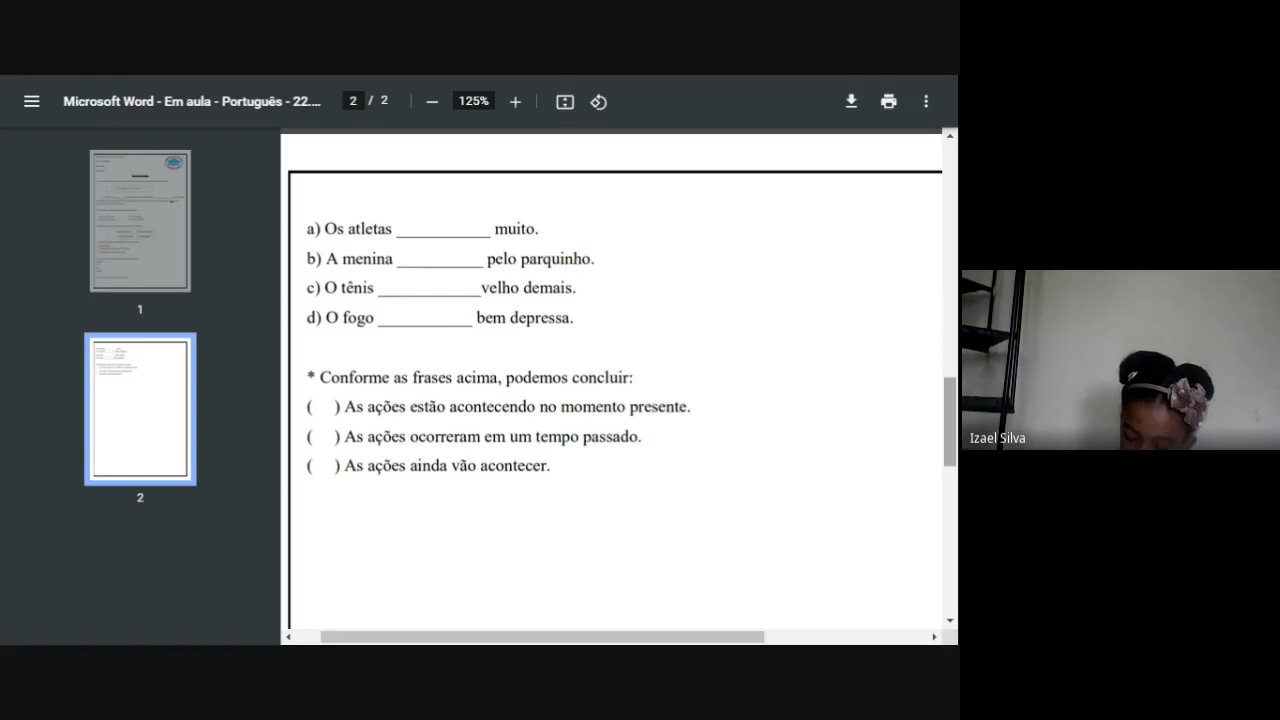 Microsoft Word - Em aula - Português - 22....
2 / 2
125%
a) Os atletas ___________ muito.
b) A menina __________ pelo parquinho.
c) O tênis ____________velho demais.
d) O fogo ___________ bem depressa.
* Conforme as frases acima, podemos concluir:
( ) As ações estão acontecendo no momento presente.
( ) As ações ocorreram em um tempo passado.
( ) As ações ainda vão acontecer.
1
2
Izael Silva